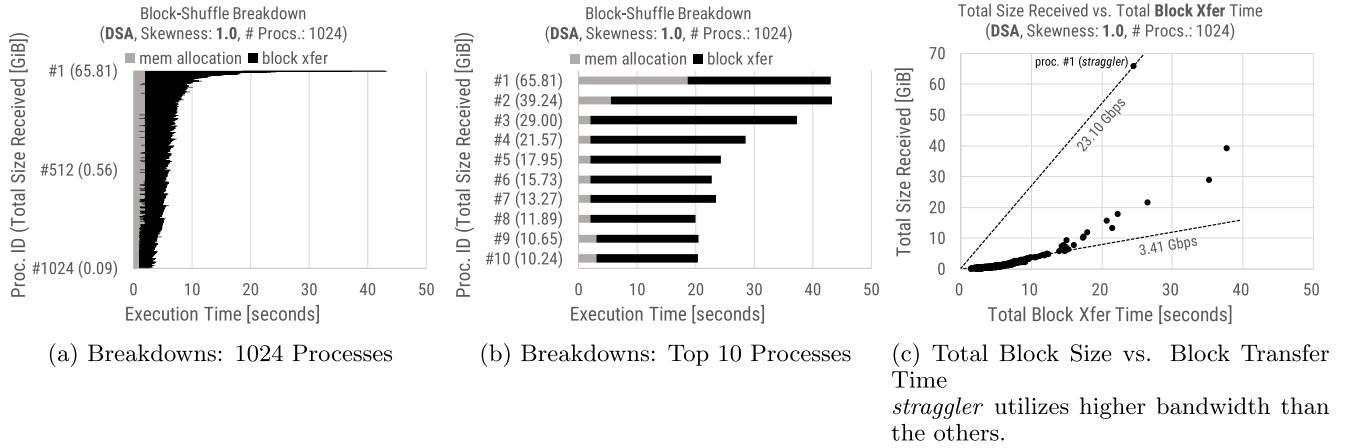 Block-Shuffle Breakdown
(DSA, Skewness: 1.0, # Procs.: 1024)
mem allocation block xfer
Proc. ID (Total Size Received [GiB])
#1 (65.81)
#512 (0.56)
#1024 (0.09)
0 10 20 30 40 50
Execution Time [seconds]
(a) Breakdowns: 1024 Processes
Block-Shuffle Breakdown
(DSA, Skewness: 1.0, # Procs.: 1024)
mem allocation block xfer
Proc. ID (Total Size Received [GiB])
#1 (65.81)
#2 (39.24)
#3 (29.00)
#4 (21.57)
#5 (17.95)
#6 (15.73)
#7 (13.27)
#8 (11.89)
#9 (10.65)
#10 (10.24)
0 10 20 30 40 50
Execution Time [seconds]
(b) Breakdowns: Top 10 Processes
Total Size Received vs. Total Block Xfer Time
(DSA, Skewness: 1.0, # Procs.: 1024)
Total Size Received [GiB]
70
60
50
40
30
20
10
0
proc. #1 (straggler)
23.10 Gbps
3.41 Gbps
0 10 20 30 40 50
Total Block Xfer Time [seconds]
(c) Total Block Size vs. Block Transfer
Time
straggler utilizes higher bandwidth than
the others.